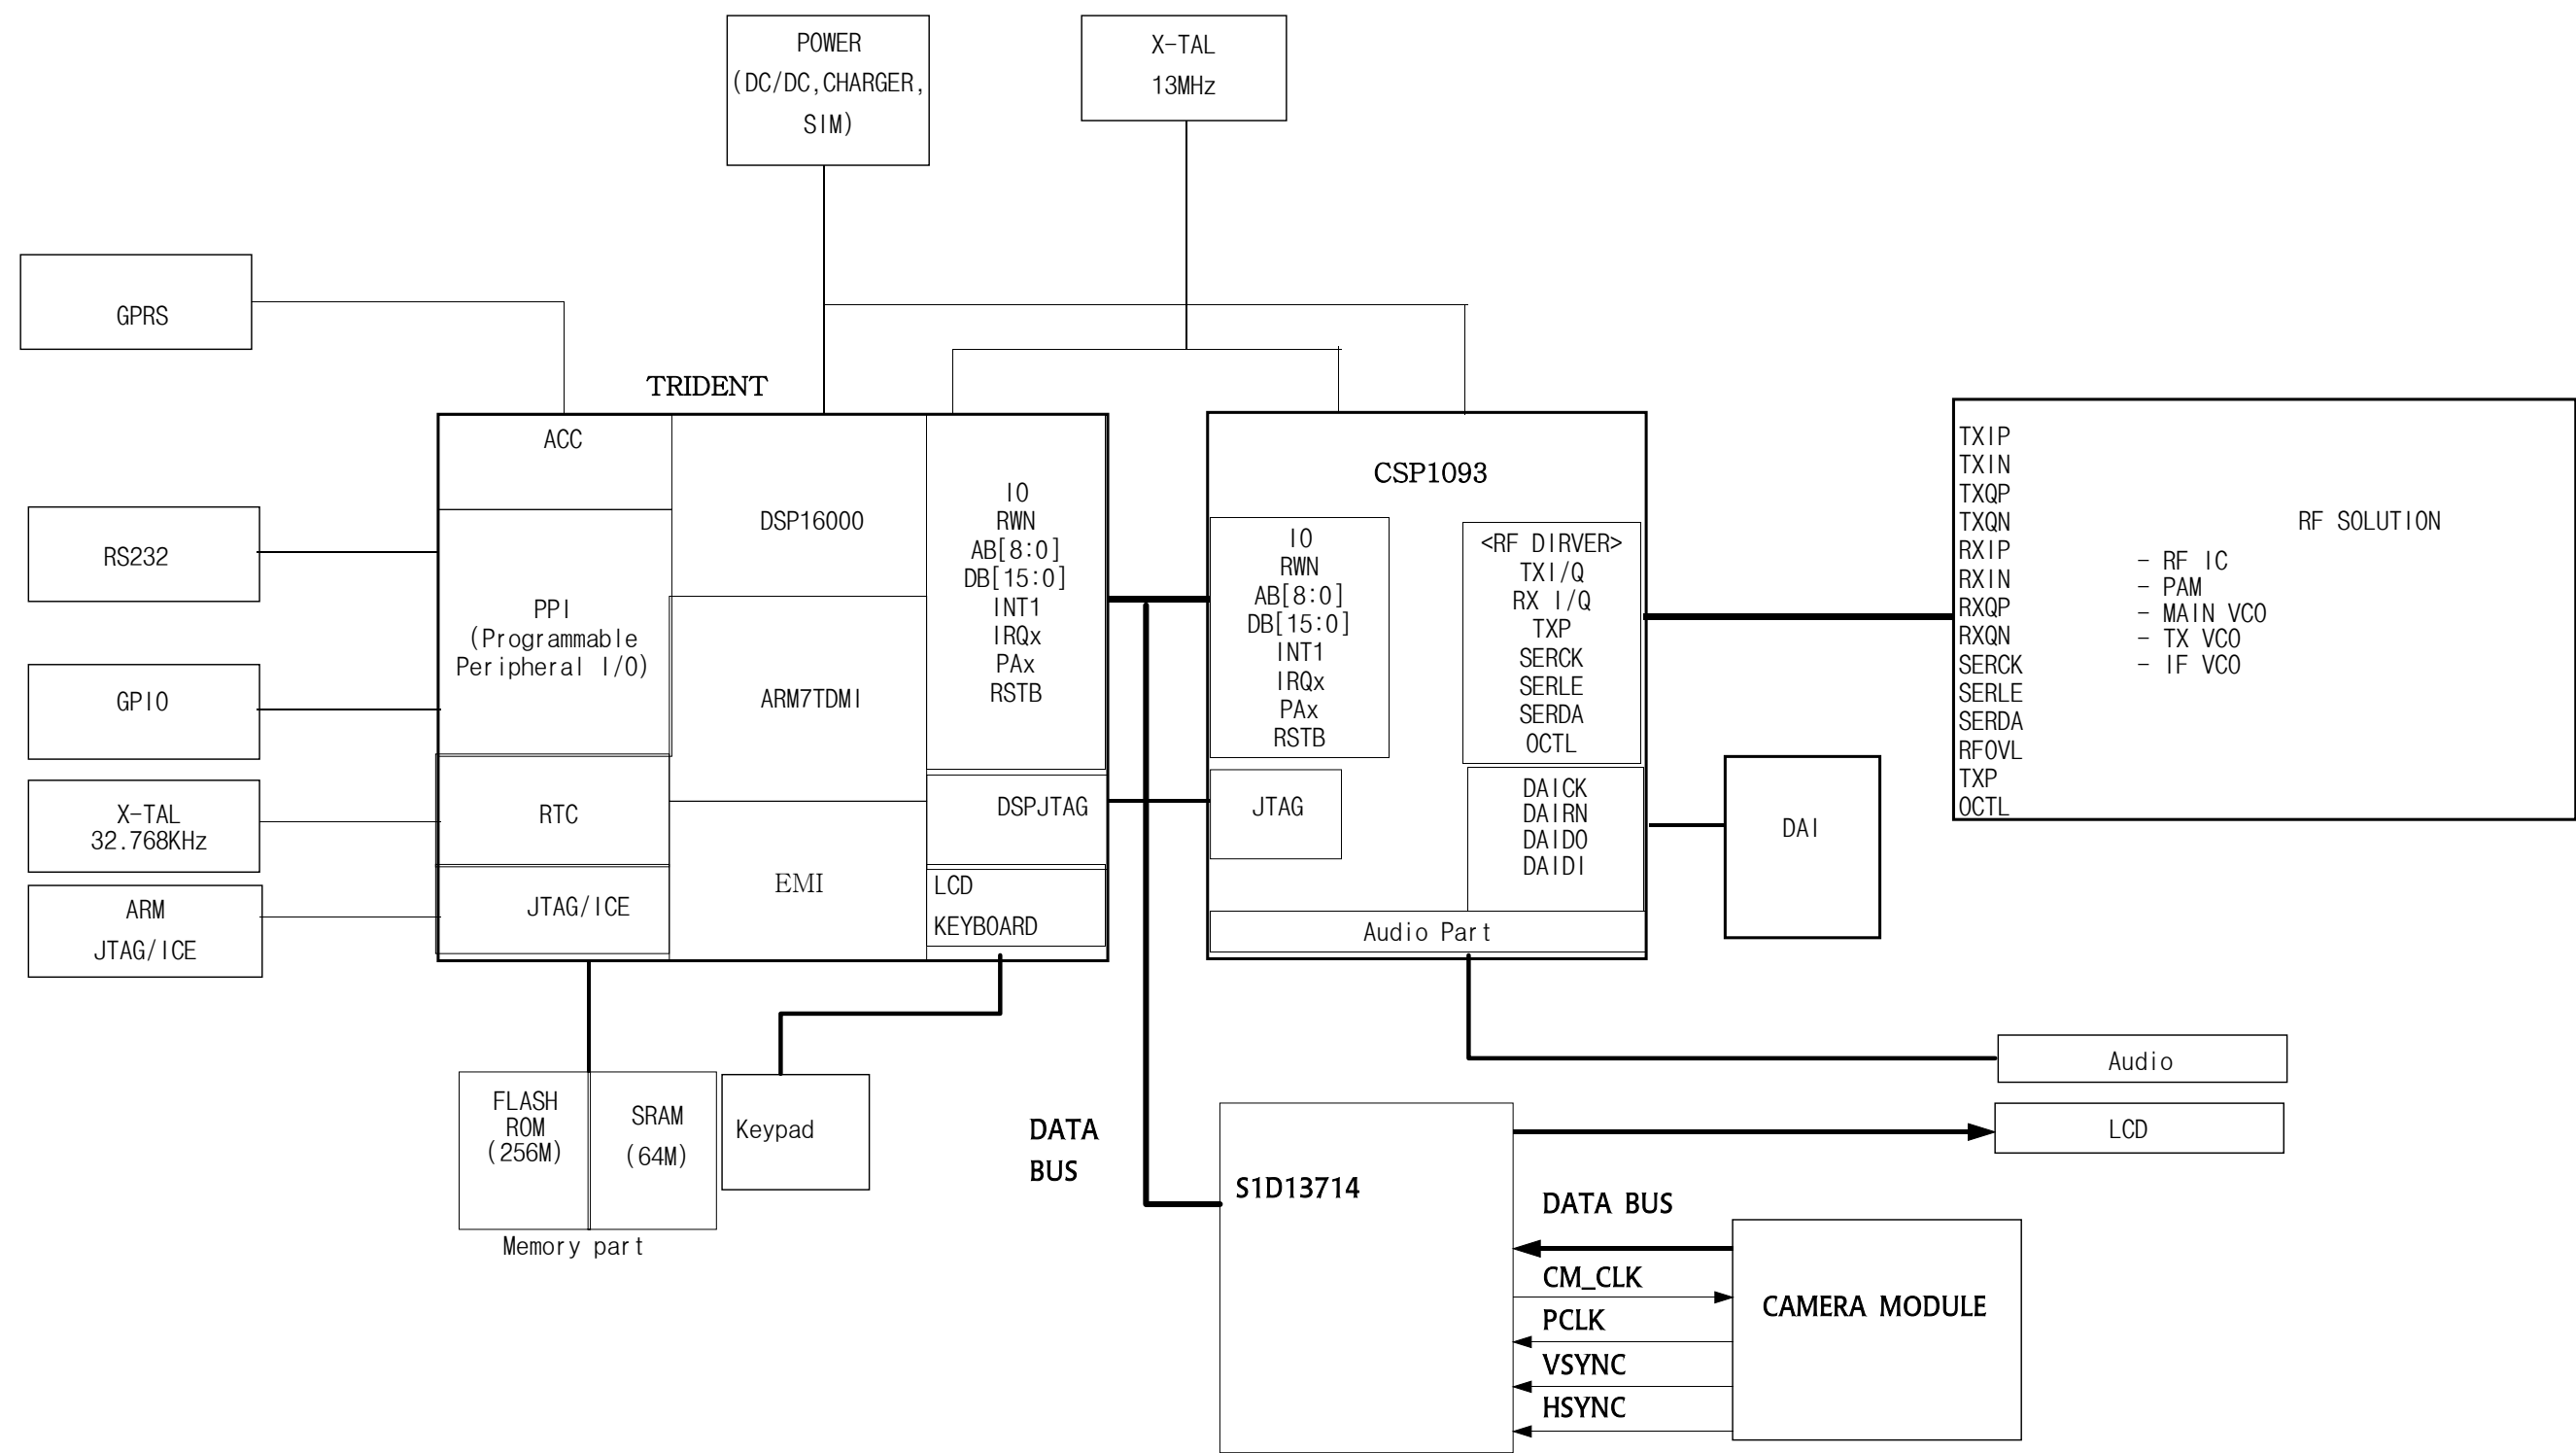 POWER
(DC/DC,CHARGER,
SIM)
X-TAL
13MHz
GPRS
TRIDENT
RS232
GPIO
X-TAL
32.768KHz
ARM
JTAG/ICE
ACC
PPI
(Programmable
Peripheral I/O)
RTC
JTAG/ICE
DSP16000
ARM7TDMI
EMI
IO
RWN
AB[8:0]
DB[15:0]
INT1
IRQx
PAx
RSTB
DSPJTAG
LCD
KEYBOARD
CSP1093
IO
RWN
AB[8:0]
DB[15:0]
INT1
IRQx
PAx
RSTB
JTAG
<RF DIRVER>
TXI/Q
RX I/Q
TXP
SERCK
SERLE
SERDA
OCTL
DAICK
DAIRN
DAIDO
DAIDI
Audio Part
DAI
TXIP
TXIN
TXQP
TXQN
RXIP
RXIN
RXQP
RXQN
SERCK
SERLE
SERDA
RFOVL
TXP
OCTL
RF SOLUTION
- RF IC
- PAM
- MAIN VCO
- TX VCO
- IF VCO
FLASH
ROM
(256M)
SRAM
(64M)
Memory part
Keypad
DATA
BUS
S1D13714
Audio
LCD
DATA BUS
CM_CLK
PCLK
VSYNC
HSYNC
CAMERA MODULE